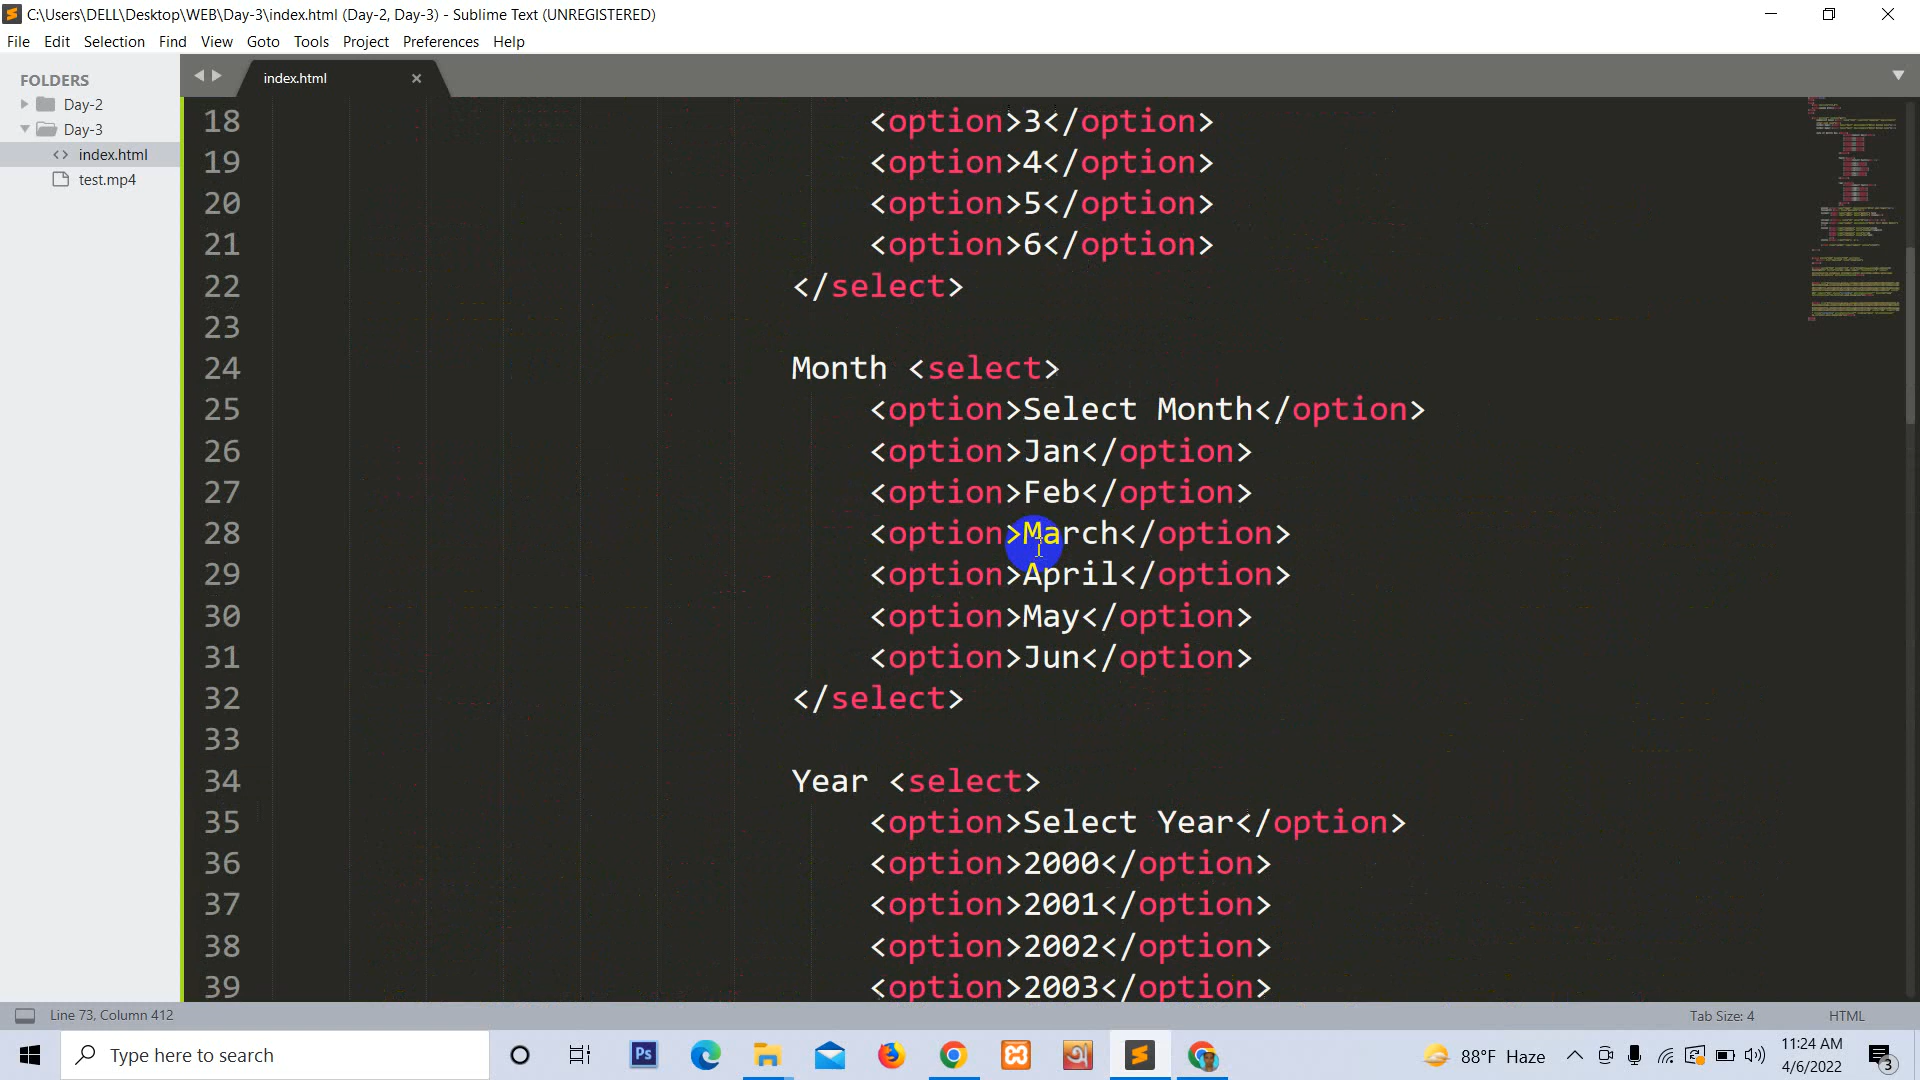 C:\Users\DELL\Desktop\WEB\Day-3\index.html (Day-2, Day-3) - Sublime Text (UNREGISTERED)
File Edit Selection Find View Goto Tools Project Preferences Help
FOLDERS
Day-2
Day-3
<> index.html
test.mp4
index.html
18 <option>3</option>
19 <option>4</option>
20 <option>5</option>
21 <option>6</option>
22 </select>
23
24 Month <select>
25 <option>Select Month</option>
26 <option>Jan</option>
27 <option>Feb</option>
28 <option>March</option>
29 <option>April</option>
30 <option>May</option>
31 <option>Jun</option>
32 </select>
33
34 Year <select>
35 <option>Select Year</option>
36 <option>2000</option>
37 <option>2001</option>
38 <option>2002</option>
39 <option>2003</option>
Line 73, Column 412
Tab Size: 4
HTML
Type here to search
Ps
88°F Haze
11:24 AM
4/6/2022
3